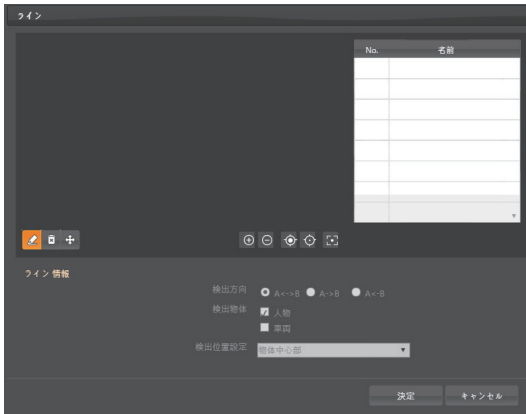 ライン
No. 名前
ライン 情報
検出方向 A<->B A->B A<-B
検出物体 人物
車両
検出位置設定 物体中心部
決定 キャンセル